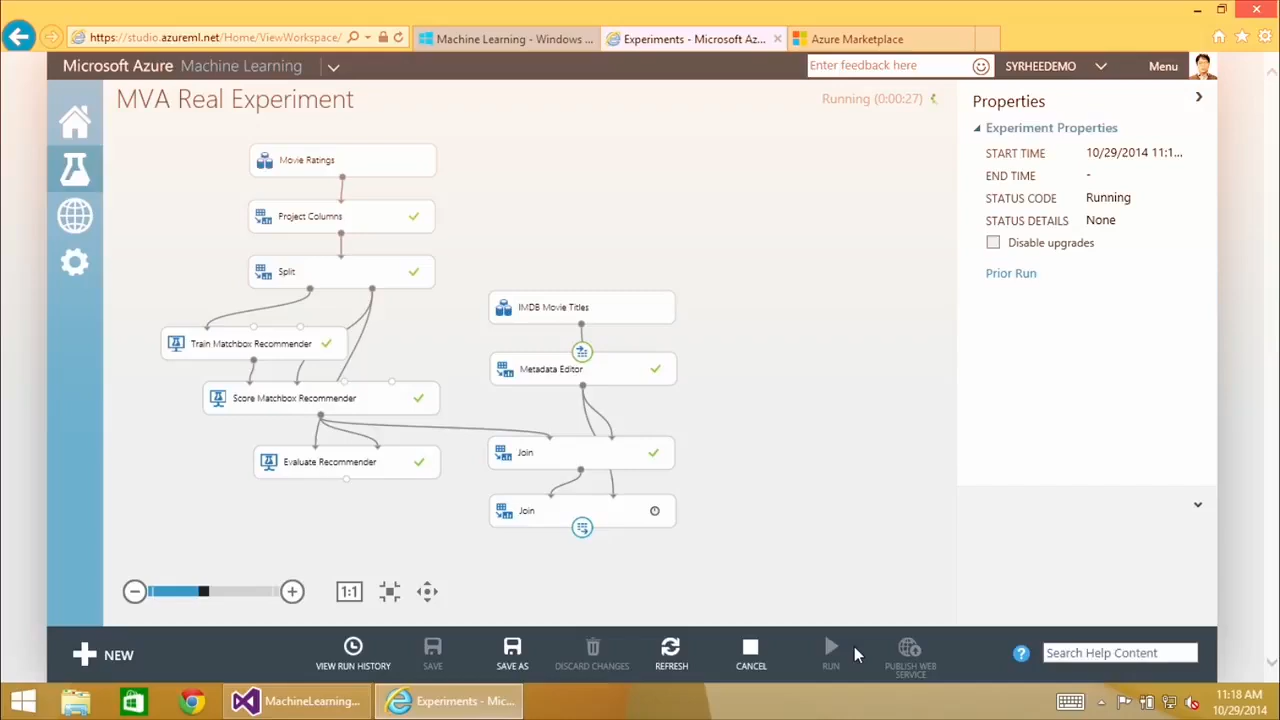 https://studio.azureml.net/Home/ViewWorkspace/
Machine Learning - Windows ...
Experiments - Microsoft Az...
Azure Marketplace
Microsoft Azure Machine Learning
Enter feedback here
SYRHEEDEMO
Menu
MVA Real Experiment
Running (0:00:27)
Properties
Experiment Properties
START TIME 10/29/2014 11:1...
END TIME -
STATUS CODE Running
STATUS DETAILS None
Disable upgrades
Prior Run
Movie Ratings
Project Columns
Split
IMDB Movie Titles
Train Matchbox Recommender
Metadata Editor
Score Matchbox Recommender
Join
Evaluate Recommender
Join
1:1
NEW
VIEW RUN HISTORY
SAVE
SAVE AS
DISCARD CHANGES
REFRESH
CANCEL
RUN
PUBLISH WEB
SERVICE
?
Search Help Content
MachineLearning...
Experiments - Mic...
11:18 AM
10/29/2014